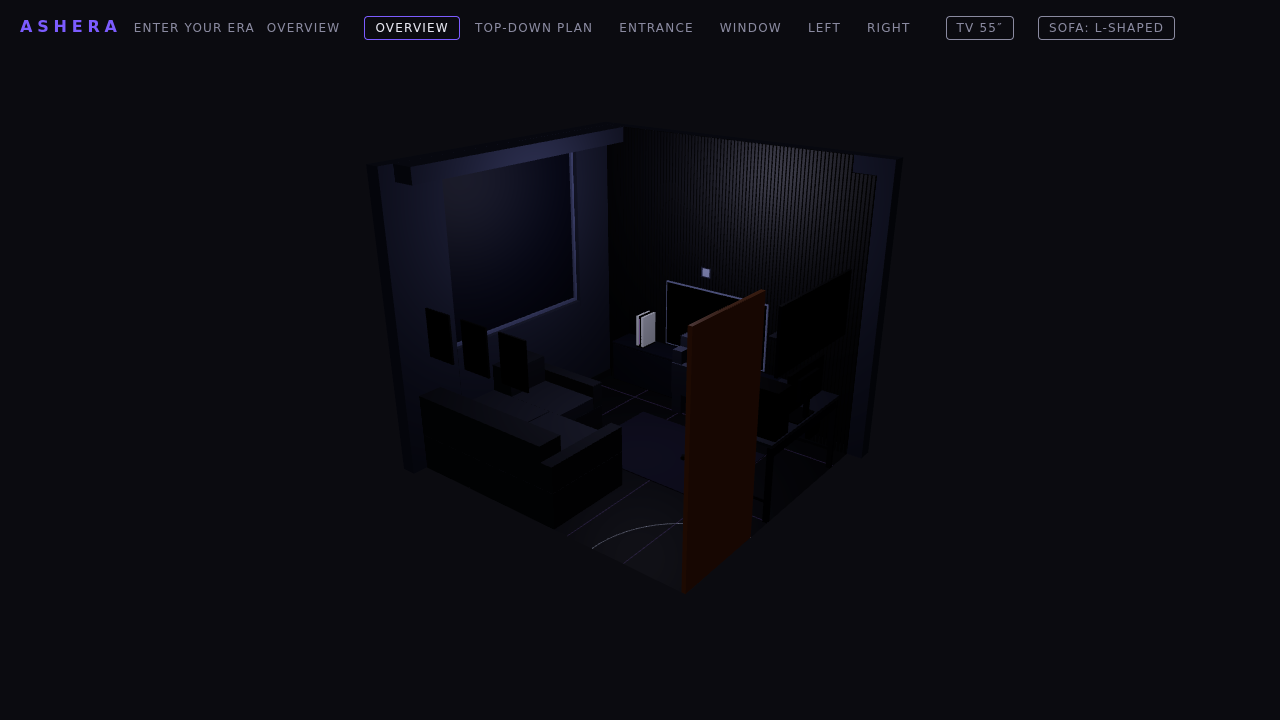 ASHERA ENTER YOUR ERA OVERVIEW OVERVIEW TOP-DOWN PLAN ENTRANCE WINDOW LEFT RIGHT TV 55″ SOFA: L-SHAPED